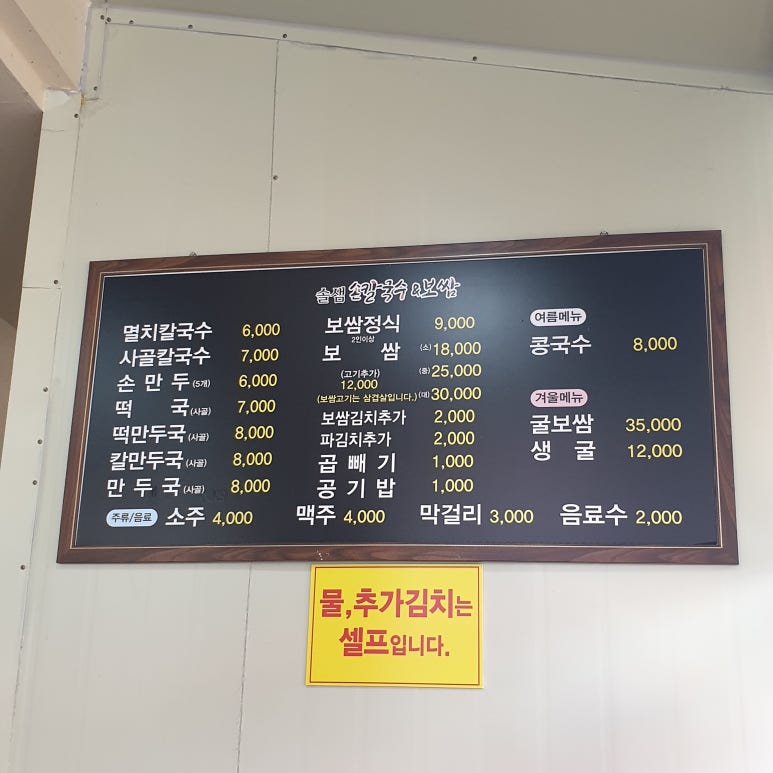 솔샘 손칼국수 & 보쌈
멸치칼국수 6,000
사골칼국수 7,000
손만두(5개) 6,000
떡국(사골) 7,000
떡만두국(사골) 8,000
칼만두국(사골) 8,000
만두국(사골) 8,000
보쌈정식 9,000
2인이상
보쌈 (소)18,000
(고기추가) (중)25,000
12,000
(보쌈고기는 삼겹살입니다.) (대)30,000
보쌈김치추가 2,000
파김치추가 2,000
곱빼기 1,000
공기밥 1,000
여름메뉴
콩국수 8,000
겨울메뉴
굴보쌈 35,000
생굴 12,000
주류/음료 소주 4,000 맥주 4,000 막걸리 3,000 음료수 2,000
물,추가김치는
셀프입니다.